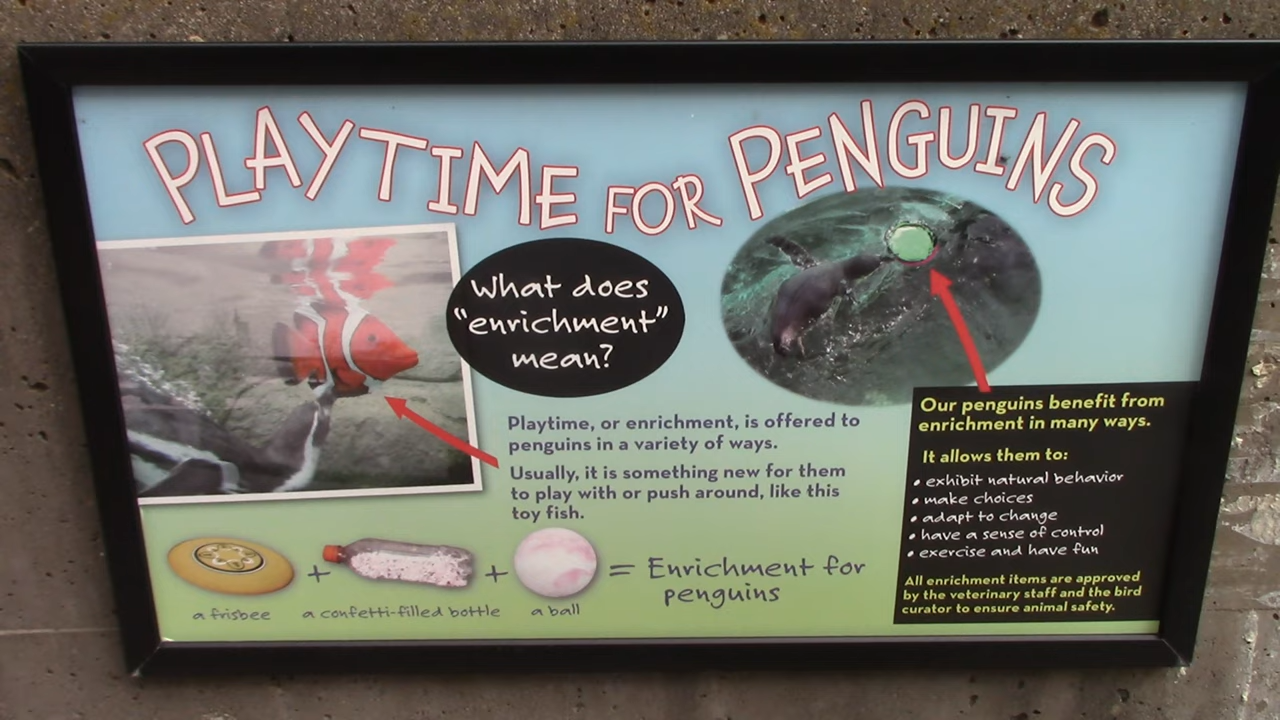 PLAYTIME FOR PENGUINS
What does
"enrichment"
mean?
Playtime, or enrichment, is offered to
penguins in a variety of ways.
Usually, it is something new for them
to play with or push around, like this
toy fish.
a frisbee + a confetti-filled bottle + a ball = Enrichment for
penguins
Our penguins benefit from
enrichment in many ways.
It allows them to:
• exhibit natural behavior
• make choices
• adapt to change
• have a sense of control
• exercise and have fun
All enrichment items are approved
by the veterinary staff and the bird
curator to ensure animal safety.